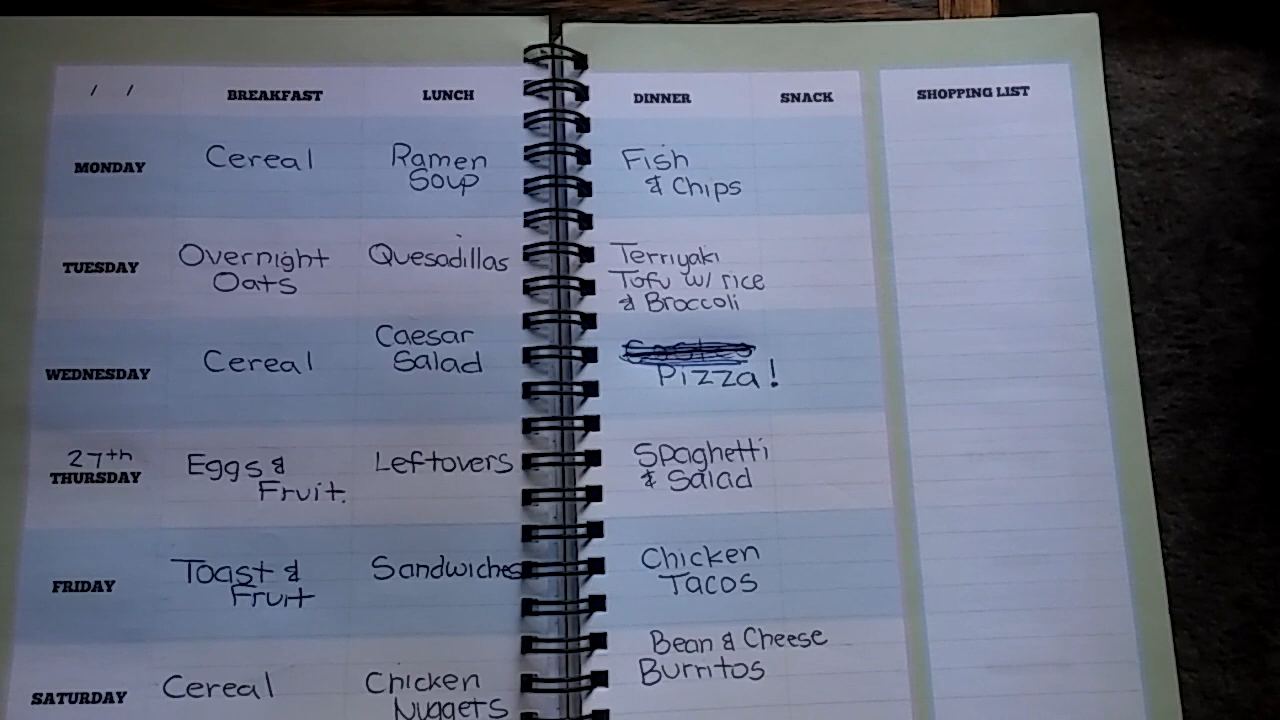 / / BREAKFAST LUNCH DINNER SNACK SHOPPING LIST
MONDAY
Cereal
Ramen
Soup
Fish
& Chips
TUESDAY
Overnight
Oats
Quesadillas
Terriyaki
Tofu w/ rice
& Broccoli
WEDNESDAY
Cereal
Caesar
Salad
Pizza!
27th
THURSDAY
Eggs &
Fruit.
Leftovers
Spaghetti
& Salad
FRIDAY
Toast &
Fruit
Sandwiches
Chicken
Tacos
SATURDAY
Cereal
Chicken
Nuggets
Bean & Cheese
Burritos